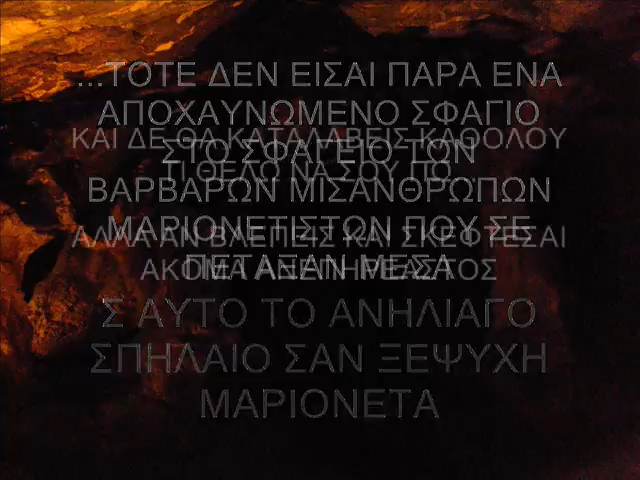 ...ΤΟΤΕ ΔΕΝ ΕΙΣΑΙ ΠΑΡΑ ΕΝΑ
ΑΠΟΧΑΥΝΩΜΕΝΟ ΣΦΑΓΙΟ
ΚΑΙ ΔΕ ΘΑ ΚΑΤΑΛΑΒΕΙΣ ΚΑΘΟΛΟΥ
ΣΤΟ ΣΦΑΓΕΙΟ ΤΩΝ
ΤΙ ΘΕΛΩ ΝΑ ΣΟΥ ΠΩ...
ΒΑΡΒΑΡΩΝ ΜΙΣΑΝΘΡΩΠΩΝ
ΜΑΡΙΟΝΕΤΙΣΤΩΝ ΠΟΥ ΣΕ
ΑΛΛΑ ΑΝ ΒΛΕΠΕΙΣ ΚΑΙ ΣΚΕΦΤΕΣΑΙ
ΠΕΤΑΞΑΝ ΜΕΣΑ
ΑΚΟΜΑ ΑΝΕΠΗΡΕΑΣΤΟΣ
Σ ΑΥΤΟ ΤΟ ΑΝΗΛΙΑΓΟ
ΣΠΗΛΑΙΟ ΣΑΝ ΞΕΨΥΧΗ
ΜΑΡΙΟΝΕΤΑ